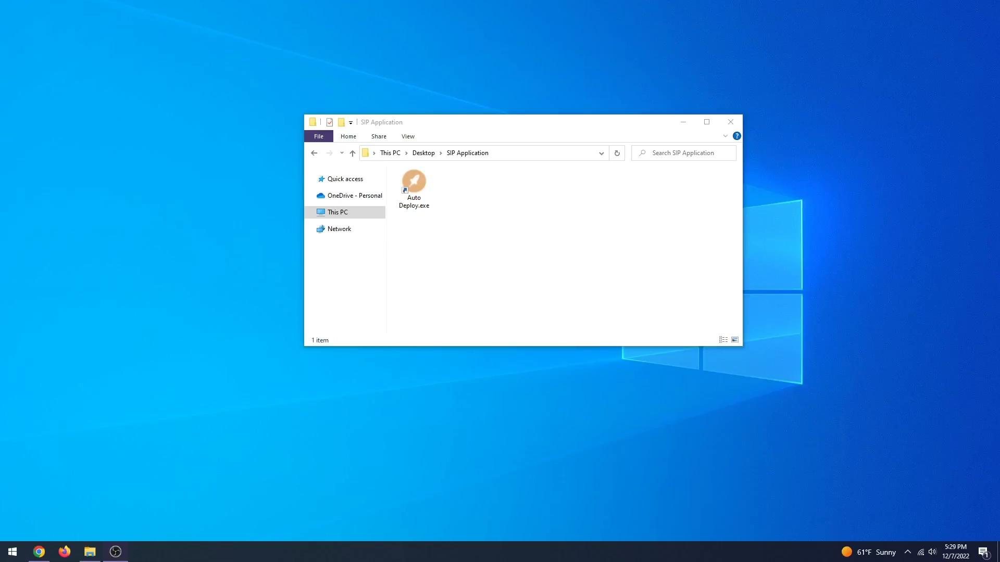 SIP Application
File Home Share View
?
This PC Desktop SIP Application
Search SIP Application
Quick access
OneDrive - Personal
This PC
Network
Auto
Deploy.exe
1 item
61°F Sunny
5:29 PM
12/7/2022
1